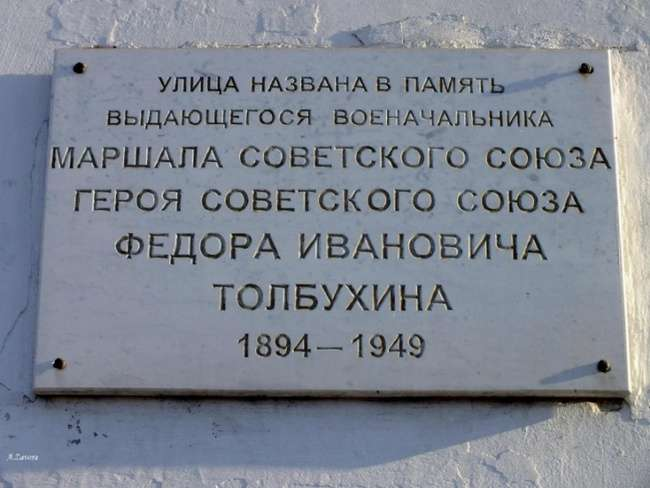 УЛИЦА НАЗВАНА В ПАМЯТЬ
ВЫДАЮЩЕГОСЯ ВОЕНАЧАЛЬНИКА
МАРШАЛА СОВЕТСКОГО СОЮЗА
ГЕРОЯ СОВЕТСКОГО СОЮЗА
ФЕДОРА ИВАНОВИЧА
ТОЛБУХИНА
1894 — 1949